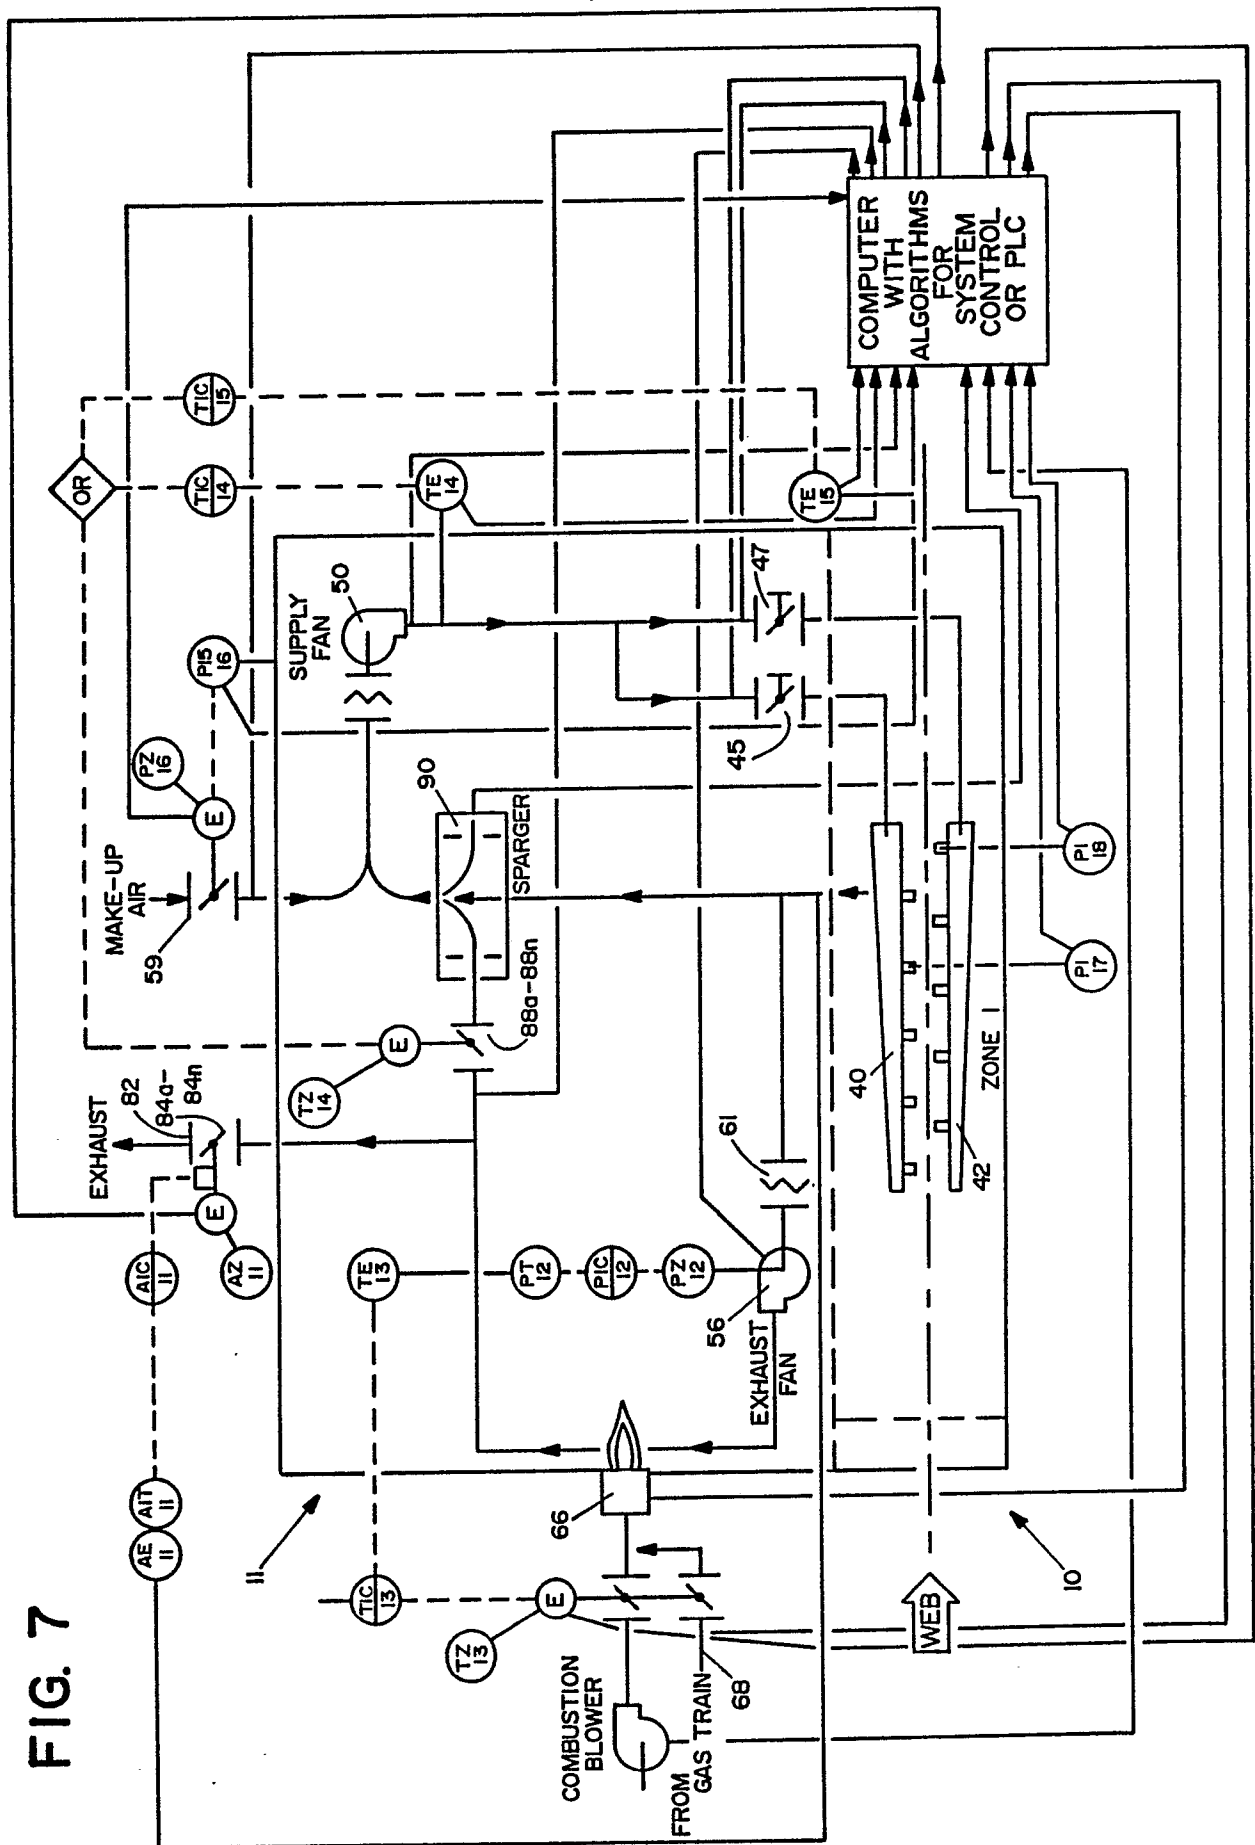 FIG. 7
EXHAUST
82
84a-
84n
MAKE-UP
AIR
59
PZ
16
E
P15
16
OR
TIC
15
TIC
14
SUPPLY
FAN
50
TE
14
TE
15
AE
11
AIT
11
AIC
11
AZ
11
E
TE
13
TZ
14
E
88a-88n
90
SPARGER
45
47
COMPUTER
WITH
ALGORITHMS
FOR
SYSTEM
CONTROL
OR PLC
11
TIC
13
TZ
13
E
PT
12
PIC
12
PZ
12
61
56
EXHAUST
FAN
66
COMBUSTION
BLOWER
FROM
GAS TRAIN
68
WEB
10
40
42
ZONE 1
PI
17
PI
18